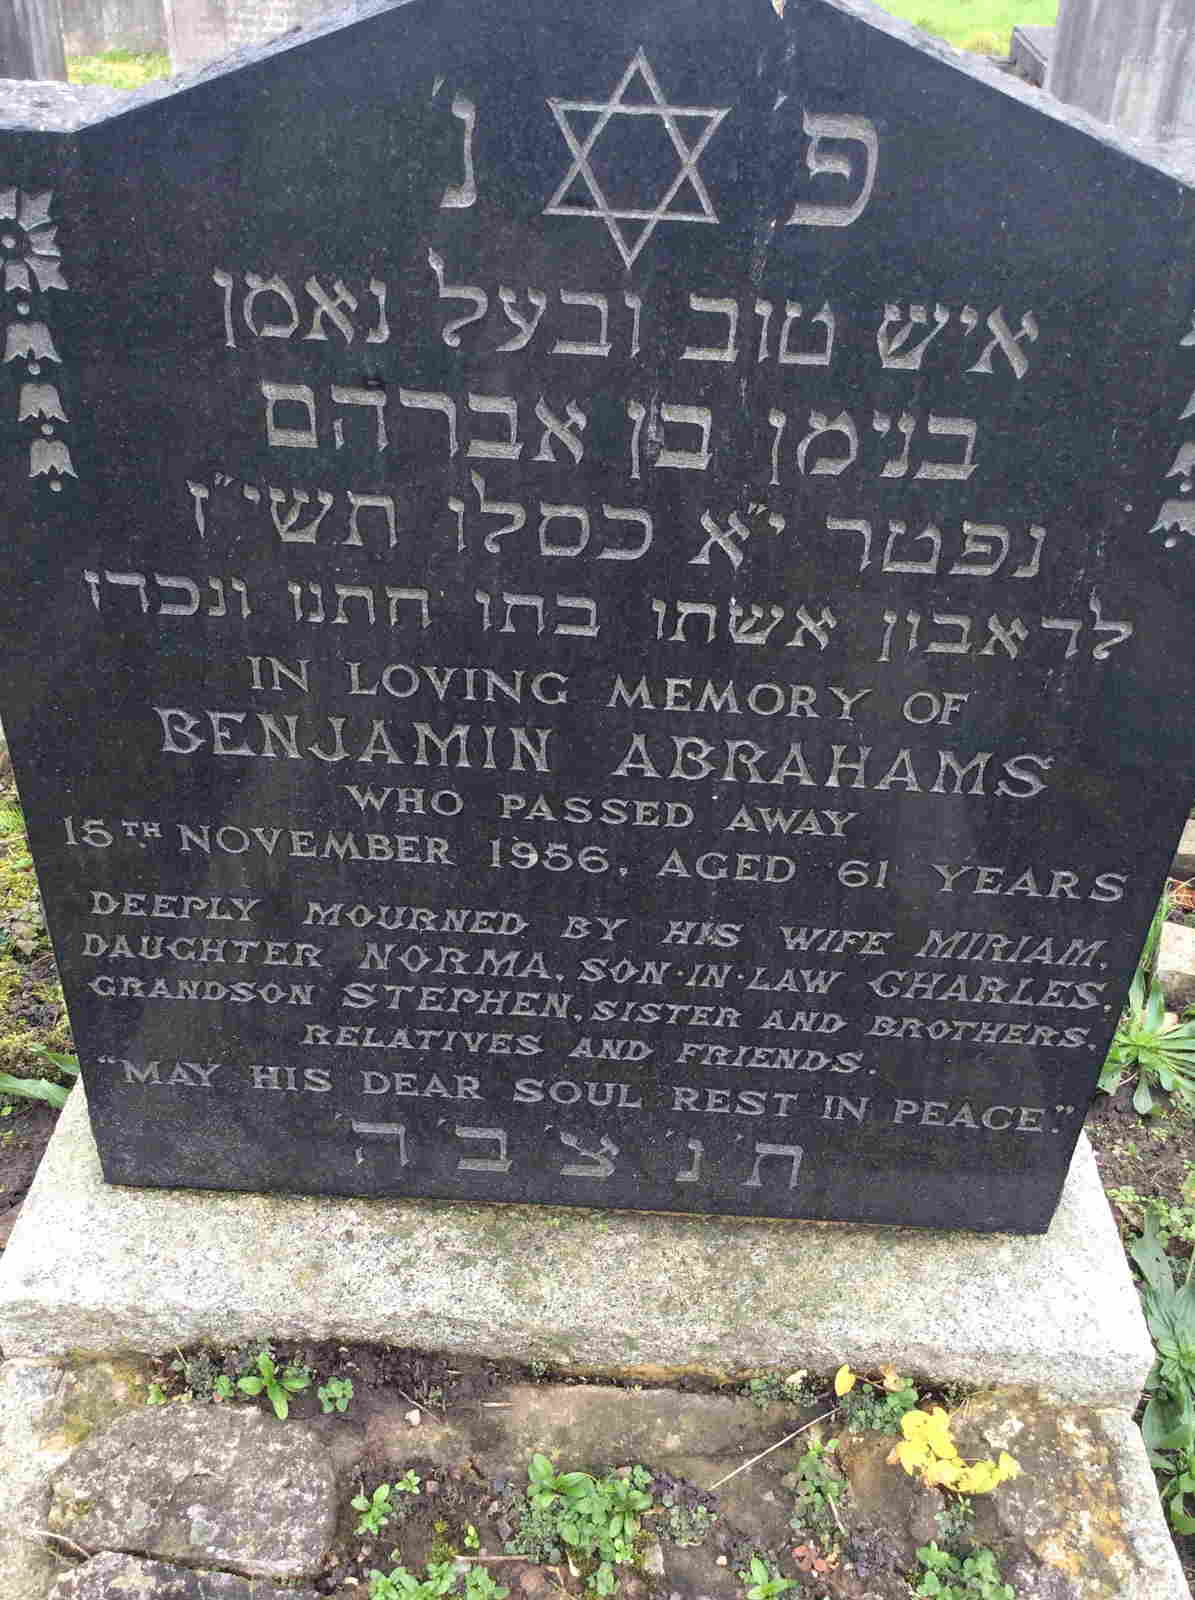 פ' נ'
איש טוב ובעל נאמן
בנימן בן אברהם
נפטר י"א כסלו תשי"ז
לדאבון אשתו בתו חתנו ונכדו
IN LOVING MEMORY OF
BENJAMIN ABRAHAMS
WHO PASSED AWAY
15TH NOVEMBER 1956, AGED 61 YEARS
DEEPLY MOURNED BY HIS WIFE MIRIAM,
DAUGHTER NORMA, SON·IN·LAW CHARLES,
GRANDSON STEPHEN, SISTER AND BROTHERS,
RELATIVES AND FRIENDS.
"MAY HIS DEAR SOUL REST IN PEACE."
ת' נ' צ' ב' ה'